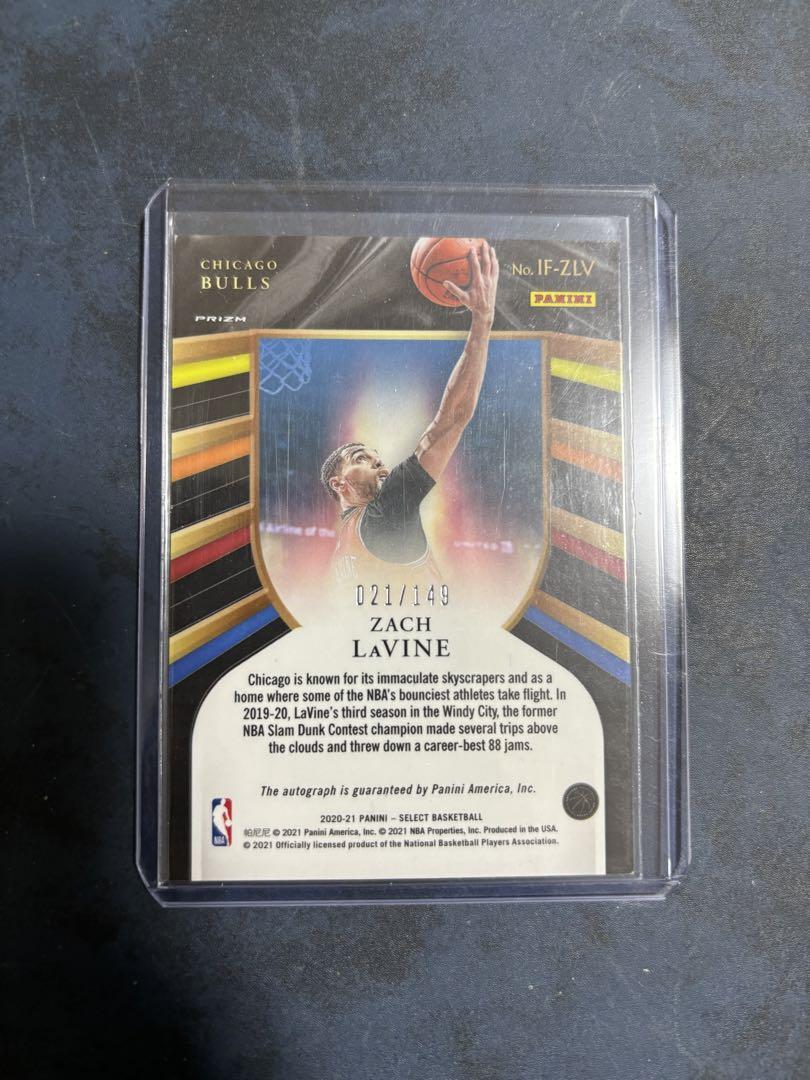 CHICAGO
BULLS
No. IF-ZLV
PANINI
PRIZM
Airline of the
UNITED
021/149
ZACH
LAVINE
Chicago is known for its immaculate skyscrapers and as a
home where some of the NBA's bounciest athletes take flight. In
2019-20, LaVine's third season in the Windy City, the former
NBA Slam Dunk Contest champion made several trips above
the clouds and threw down a career-best 88 jams.
The autograph is guaranteed by Panini America, Inc.
2020-21 PANINI – SELECT BASKETBALL
帕尼尼 © 2021 Panini America, Inc. © 2021 NBA Properties, Inc. Produced in the USA.
© 2021 Officially licensed product of the National Basketball Players Association.
NBA